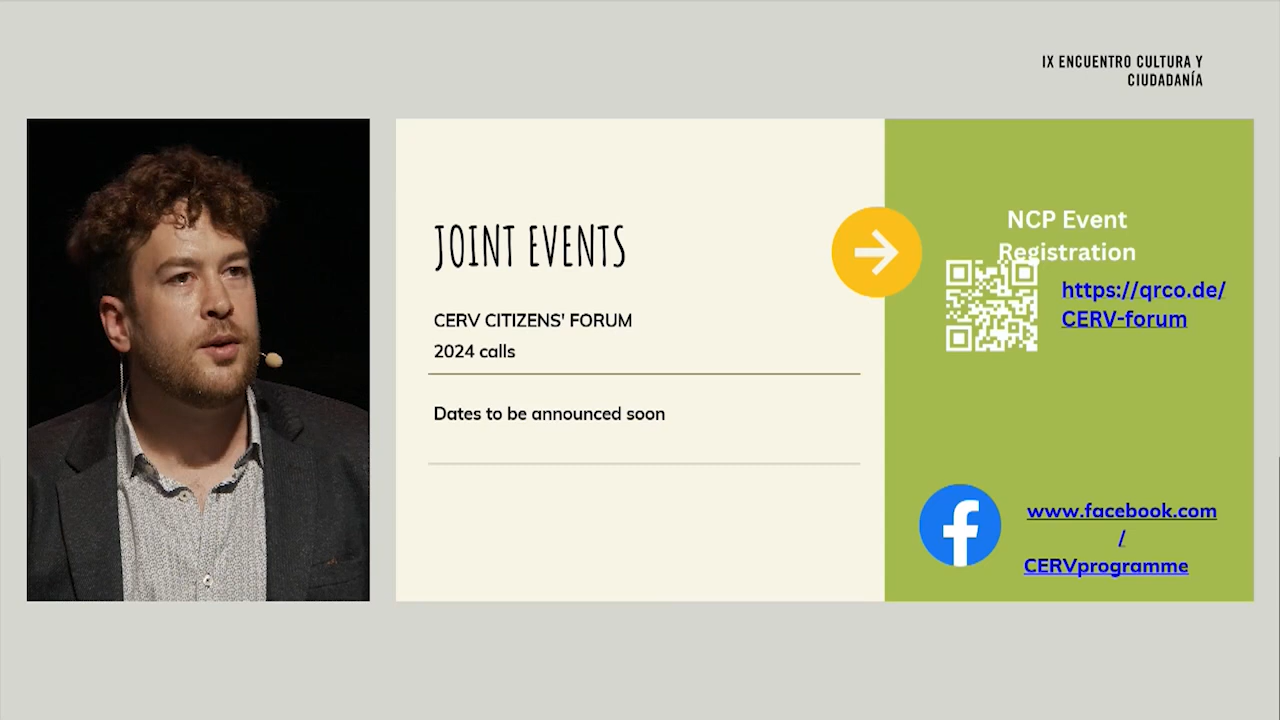 IX ENCUENTRO CULTURA Y
CIUDADANÍA
JOINT EVENTS
CERV CITIZENS' FORUM
2024 calls
Dates to be announced soon
NCP Event
Registration
https://qrco.de/
CERV-forum
www.facebook.com
/
CERVprogramme